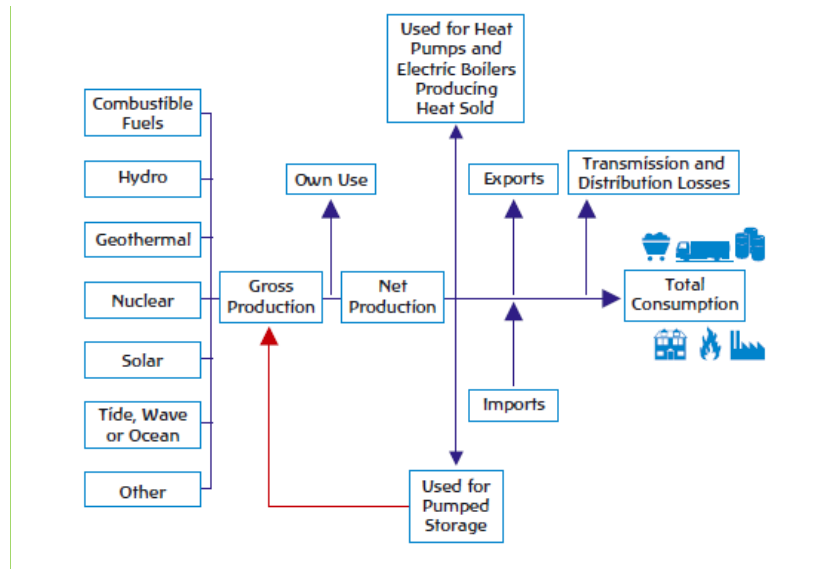 Used for Heat
Pumps and
Electric Boilers
Producing
Heat Sold
Combustible
Fuels
Hydro
Own Use
Exports
Transmission and
Distribution Losses
Geothermal
Nuclear
Gross
Production
Net
Production
Total
Consumption
Solar
Imports
Tide, Wave
or Ocean
Other
Used for
Pumped
Storage